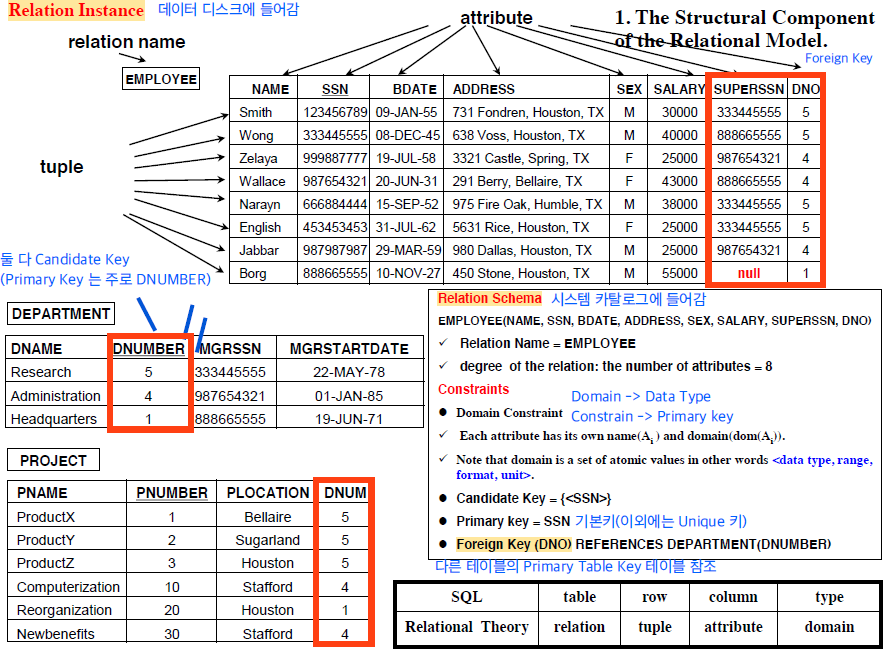 Relation Instance 데이터 디스크에 들어감
attribute
1. The Structural Component
of the Relational Model.
relation name
Foreign Key
EMPLOYEE
NAME SSN BDATE ADDRESS SEX SALARY SUPERSSN DNO
Smith 123456789 09-JAN-55 731 Fondren, Houston, TX M 30000 333445555 5
Wong 333445555 08-DEC-45 638 Voss, Houston, TX M 40000 888665555 5
Zelaya 999887777 19-JUL-58 3321 Castle, Spring, TX F 25000 987654321 4
Wallace 987654321 20-JUN-31 291 Berry, Bellaire, TX F 43000 888665555 4
Narayn 666884444 15-SEP-52 975 Fire Oak, Humble, TX M 38000 333445555 5
English 453453453 31-JUL-62 5631 Rice, Houston, TX F 25000 333445555 5
Jabbar 987987987 29-MAR-59 980 Dallas, Houston, TX M 25000 987654321 4
Borg 888665555 10-NOV-27 450 Stone, Houston, TX M 55000 null 1
tuple
둘 다 Candidate Key
(Primary Key 는 주로 DNUMBER)
DEPARTMENT
DNAME DNUMBER MGRSSN MGRSTARTDATE
Research 5 333445555 22-MAY-78
Administration 4 987654321 01-JAN-85
Headquarters 1 888665555 19-JUN-71
PROJECT
PNAME PNUMBER PLOCATION DNUM
ProductX 1 Bellaire 5
ProductY 2 Sugarland 5
ProductZ 3 Houston 5
Computerization 10 Stafford 4
Reorganization 20 Houston 1
Newbenefits 30 Stafford 4
Relation Schema 시스템 카탈로그에 들어감
EMPLOYEE(NAME, SSN, BDATE, ADDRESS, SEX, SALARY, SUPERSSN, DNO)
✓ Relation Name = EMPLOYEE
✓ degree of the relation: the number of attributes = 8
Constraints
Domain -> Data Type
● Domain Constraint
Constrain -> Primary key
✓ Each attribute has its own name(Ai) and domain(dom(Ai)).
✓ Note that domain is a set of atomic values in other words <data type, range,
format, unit>.
● Candidate Key = {<SSN>}
● Primary key = SSN 기본키(이외에는 Unique 키)
● Foreign Key (DNO) REFERENCES DEPARTMENT(DNUMBER)
다른 테이블의 Primary Table Key 테이블 참조
SQL table row column type
Relational Theory relation tuple attribute domain